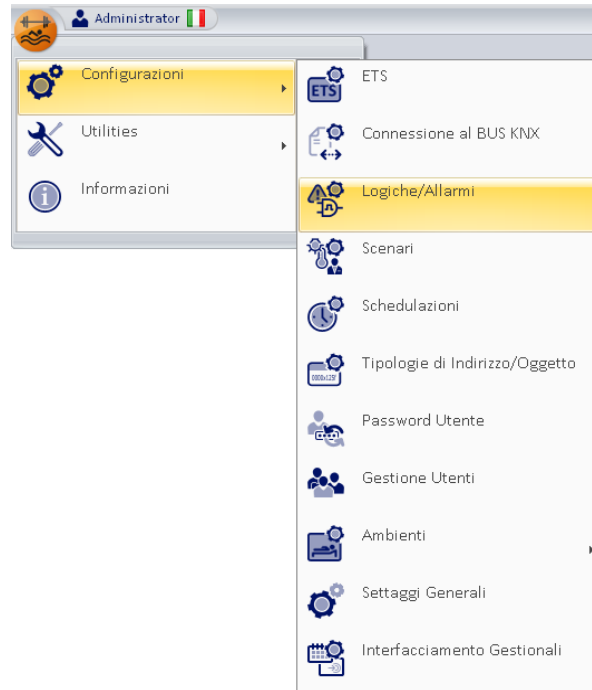 Administrator
Configurazioni
Utilities
Informazioni
ETS
ETS
Connessione al BUS KNX
Logiche/Allarmi
Scenari
Schedulazioni
Tipologie di Indirizzo/Oggetto
Password Utente
Gestione Utenti
Ambienti
Settaggi Generali
Interfacciamento Gestionali